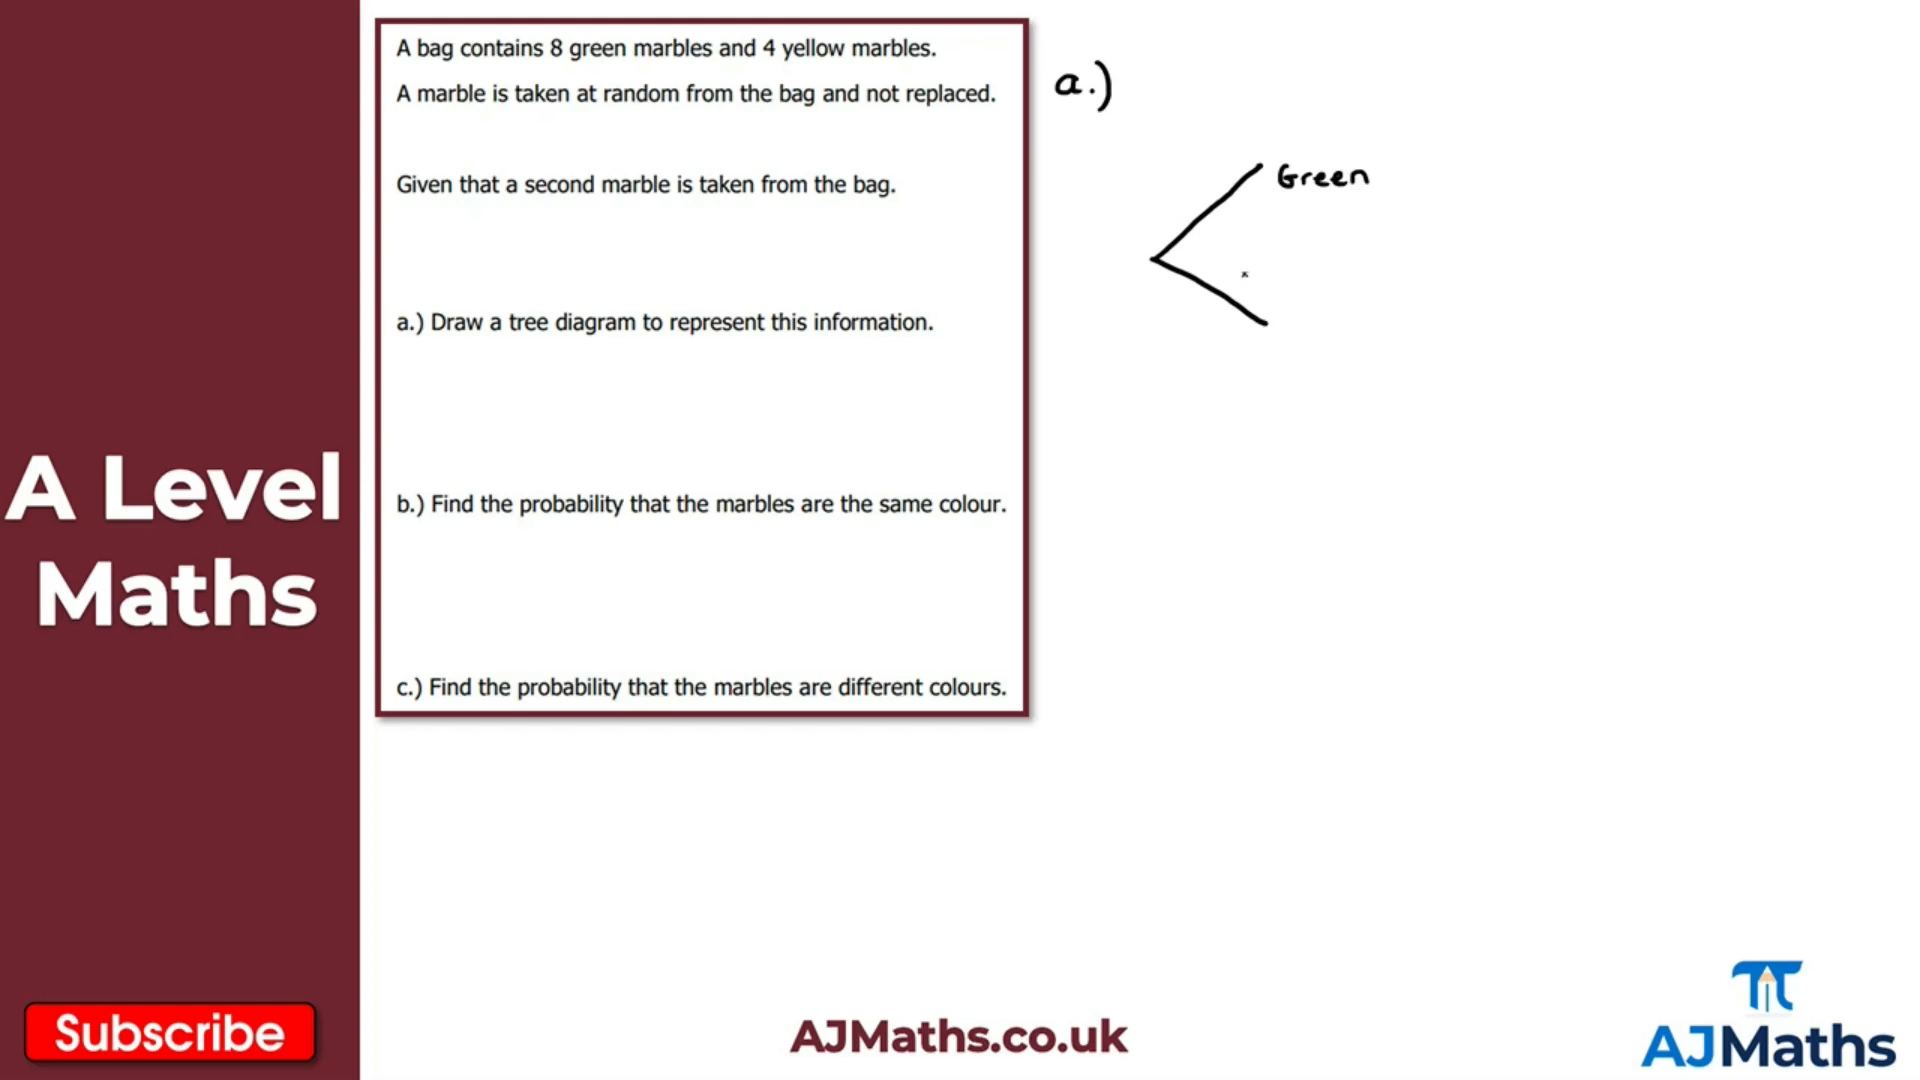 A Level
Maths
Subscribe
A bag contains 8 green marbles and 4 yellow marbles.
A marble is taken at random from the bag and not replaced.
Given that a second marble is taken from the bag.
a.) Draw a tree diagram to represent this information.
b.) Find the probability that the marbles are the same colour.
c.) Find the probability that the marbles are different colours.
a.)
Green
AJMaths.co.uk
AJMaths